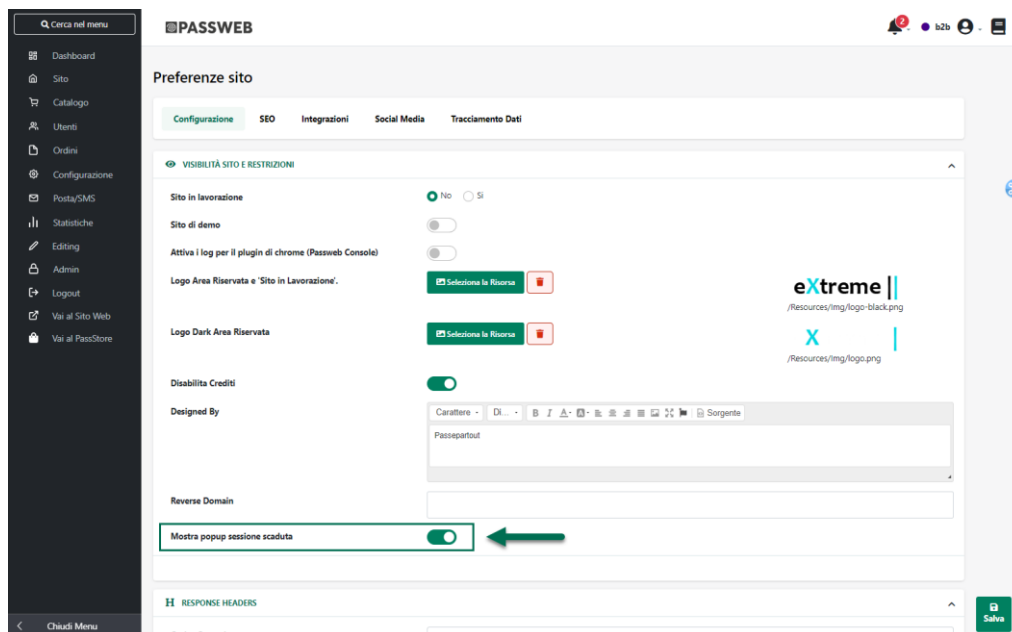 Cerca nel menu
PASSWEB
2
b2b
Dashboard
Sito
Catalogo
Utenti
Ordini
Configurazione
Posta/SMS
Statistiche
Editing
Admin
Logout
Vai al Sito Web
Vai al PassStore
Chiudi Menu
Preferenze sito
Configurazione SEO Integrazioni Social Media Tracciamento Dati
VISIBILITÀ SITO E RESTRIZIONI
Sito in lavorazione No Si
Sito di demo
Attiva i log per il plugin di chrome (Passweb Console)
Logo Area Riservata e 'Sito in Lavorazione'. Seleziona la Risorsa
eXtreme
/Resources/img/logo-black.png
Logo Dark Area Riservata Seleziona la Risorsa
X
/Resources/img/logo.png
Disabilita Crediti
Designed By
Carattere Di... B I A A Sorgente
Passepartout
Reverse Domain
Mostra popup sessione scaduta
H RESPONSE HEADERS
Salva